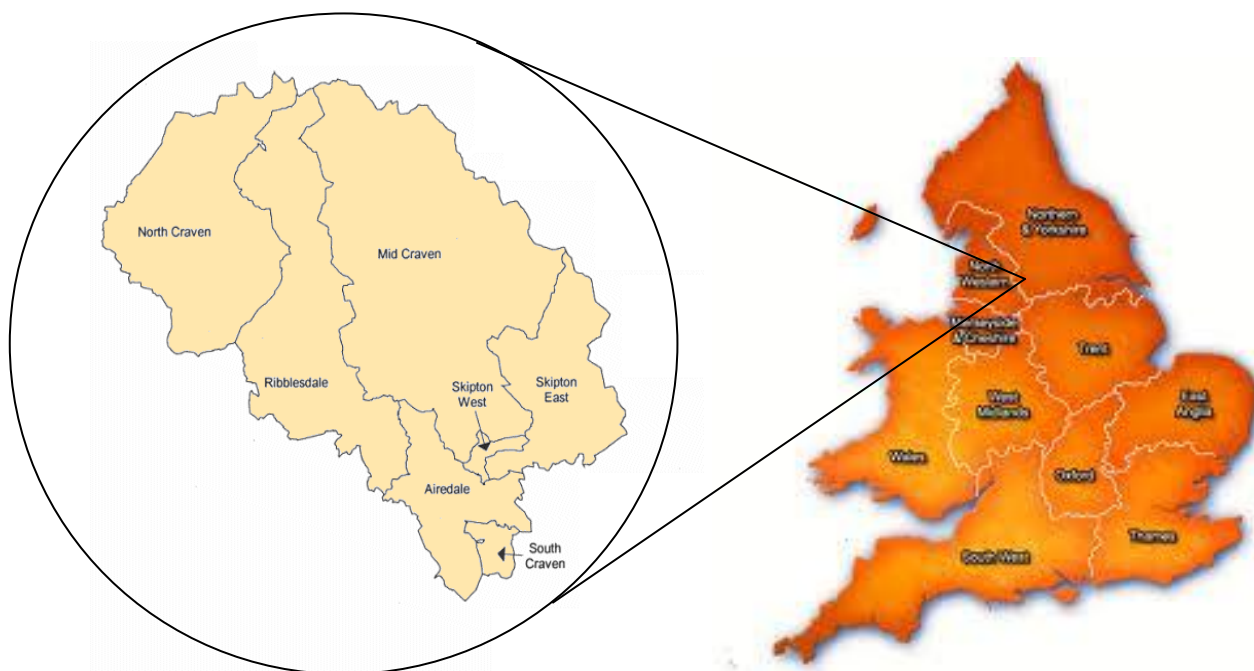 North Craven
Mid Craven
Ribblesdale
Skipton
West
Skipton
East
Airedale
South
Craven
Northern
& Yorkshire
North
Western
Merseyside
& Cheshire
Trent
West
Midlands
East
Anglia
Wales
Oxford
Thames
South West